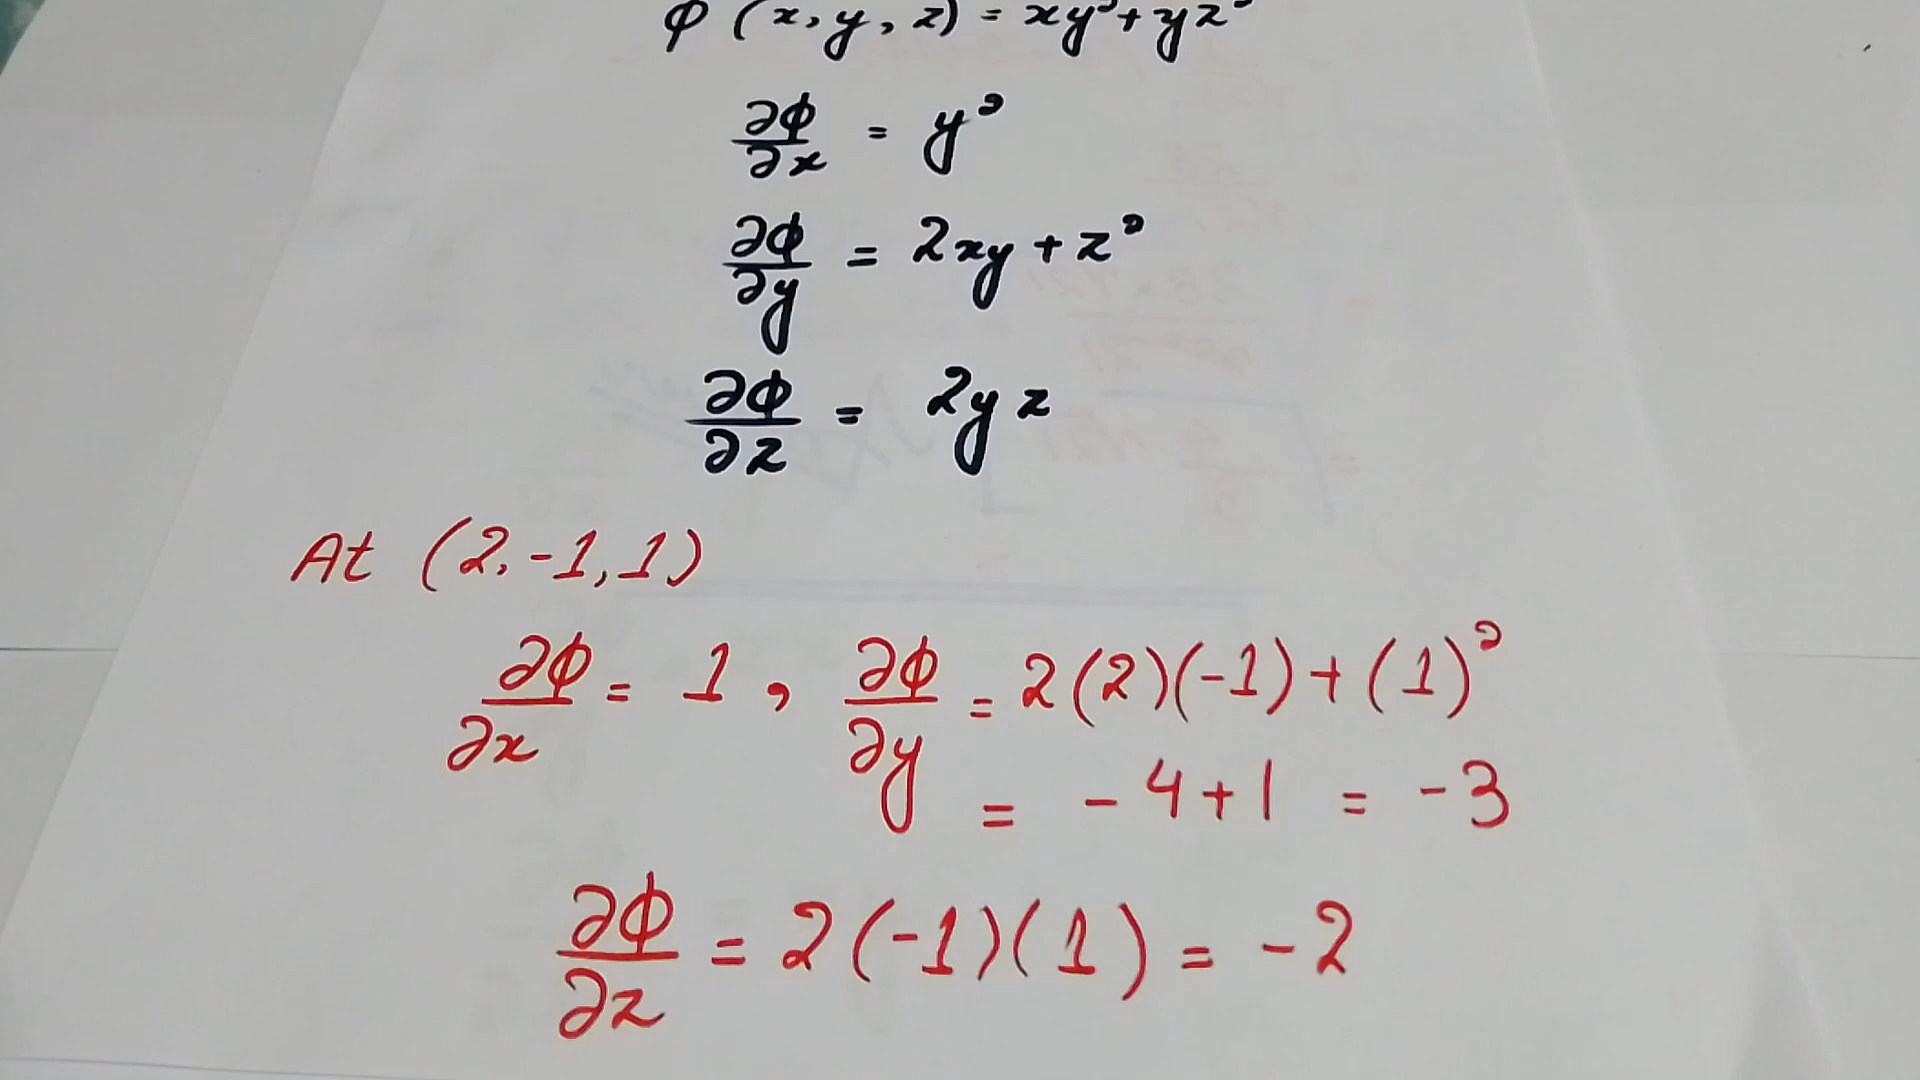 φ (x, y, z) = xy² + yz²
∂φ/∂x = y²
∂φ/∂y = 2xy + z²
∂φ/∂z = 2yz
At (2, -1, 1)
∂φ/∂x = 1 , ∂φ/∂y = 2(2)(-1) + (1)²
= - 4 + 1 = - 3
∂φ/∂z = 2(-1)(1) = - 2